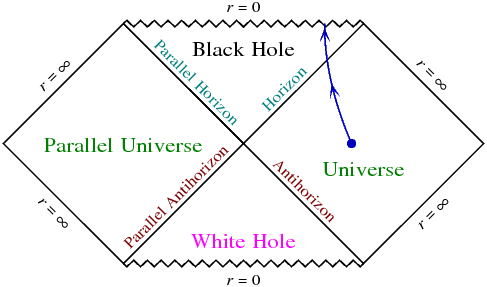 r = 0
Black Hole
Parallel Horizon
Horizon
r = ∞
r = ∞
Parallel Universe
Universe
Parallel Antihorizon
Antihorizon
r = ∞
r = ∞
White Hole
r = 0